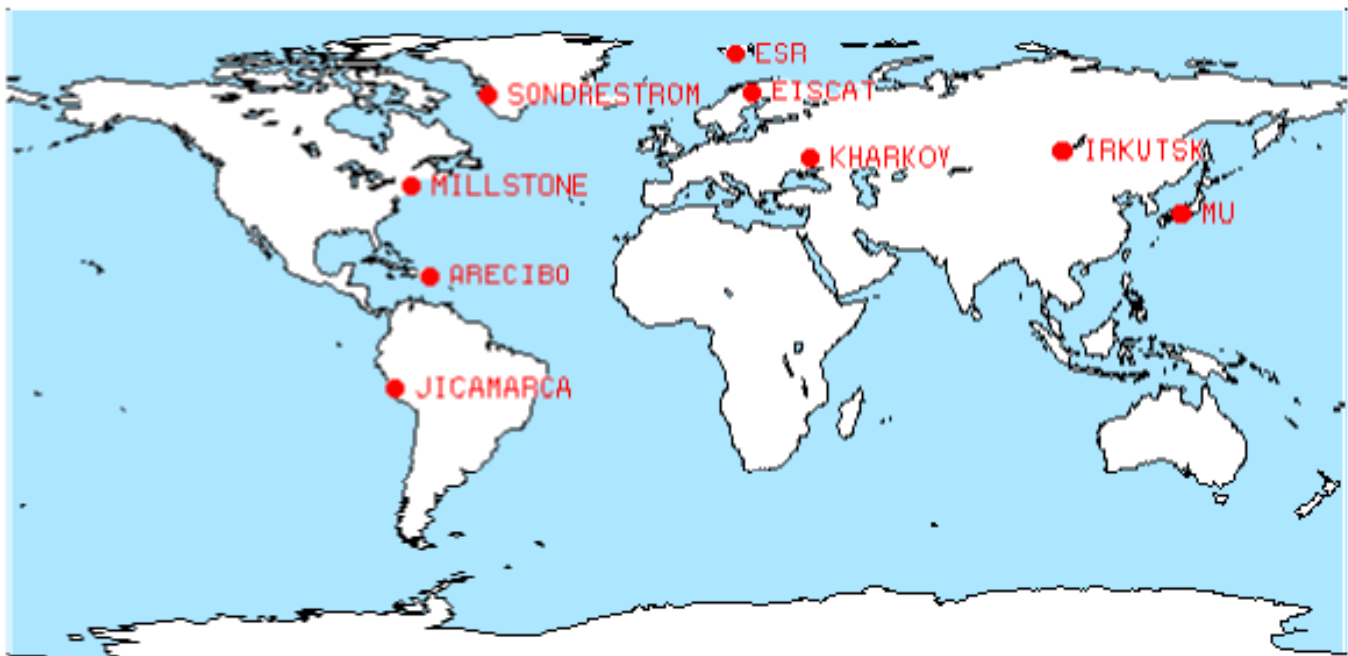 ESR
SONDRESTROM
EISCAT
KHARKOV
IRKUTSK
MILLSTONE
MU
ARECIBO
JICAMARCA